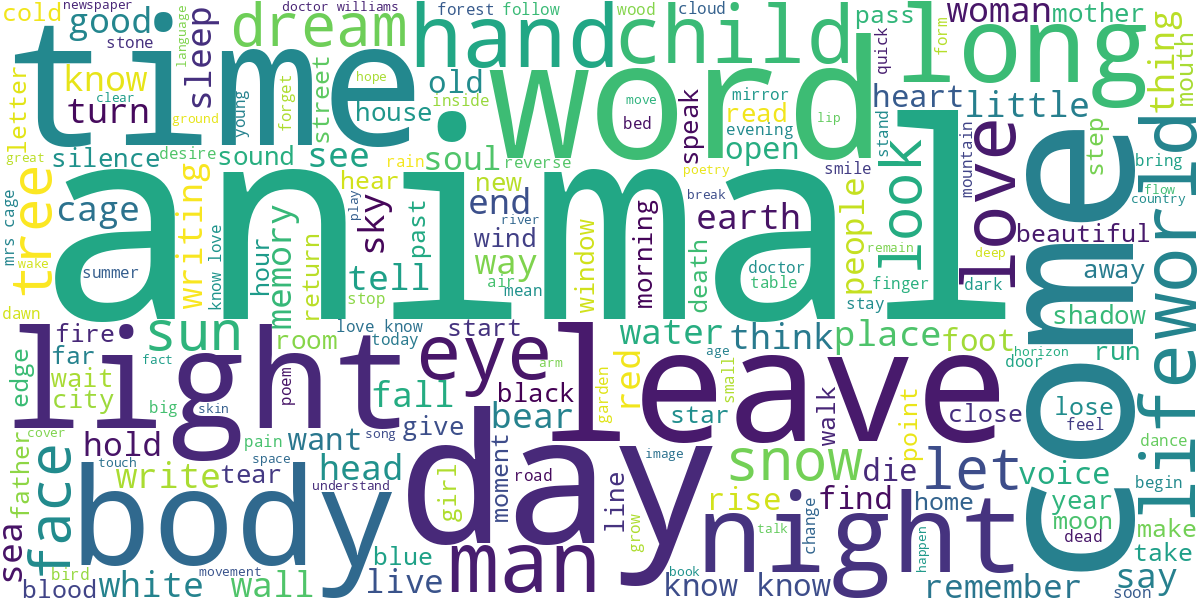 newspaper
doctor williams
forest
follow
wood
cloud
pass
woman
mother
cold
good
language
sleep
dream
hand
child
quick
long
form
thing
mouth
stone
time
word
know
letter
clear
turn
young
forget
hope
street
house
old
inside
move
bed
speak
mirror
read
lip
heart
little
stand
look
mountain
love
step
world
ground
great
silence
desire
sound
see
rain
soul
reverse
evening
open
smile
poetry
come
bring
flow
country
tree
writing
animal
cage
hear
new
end
break
earth
people
mrs cage
know love
hour
memory
return
sky
play
past
river
wind
window
morning
death
doctor
table
remain
finger
deep
dark
beautiful
away
wake
summer
tell
way
air
mean
stop
stay
shadow
life
dawn
fire
sun
love know
today
start
water
think
place
foot
horizon
door
run
edge
far
fact
room
light
eye
arm
leave
age
small
red
wait
city
big
skin
poem
fall
black
garden
bear
star
walk
point
close
lose
feel
cover
father
hold
pain
want
song
give
day
image
snow
die
let
voice
dance
face
write
tear
space
head
girl
moment
road
line
rise
find
home
year
begin
touch
understand
body
man
grow
talk
change
night
happen
moon
dead
make
take
sea
bird
blood
white
movement
wall
blue
live
book
know know
remember
say
soon